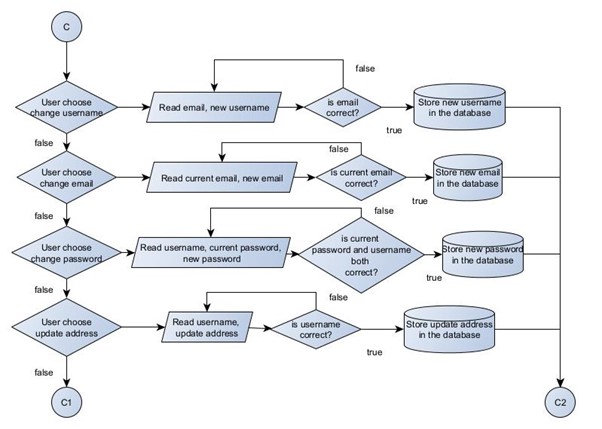 C
User choose
change username
Read email, new username
is email
correct?
false
true
Store new username
in the database
false
User choose
change email
Read current email, new email
is current email
correct?
false
true
Store new email
in the database
false
User choose
change password
Read username, current password,
new password
is current
password and username
both
correct?
false
true
Store new password
in the database
false
User choose
update address
Read username,
update address
is username
correct?
false
true
Store update address
in the database
false
C1
C2